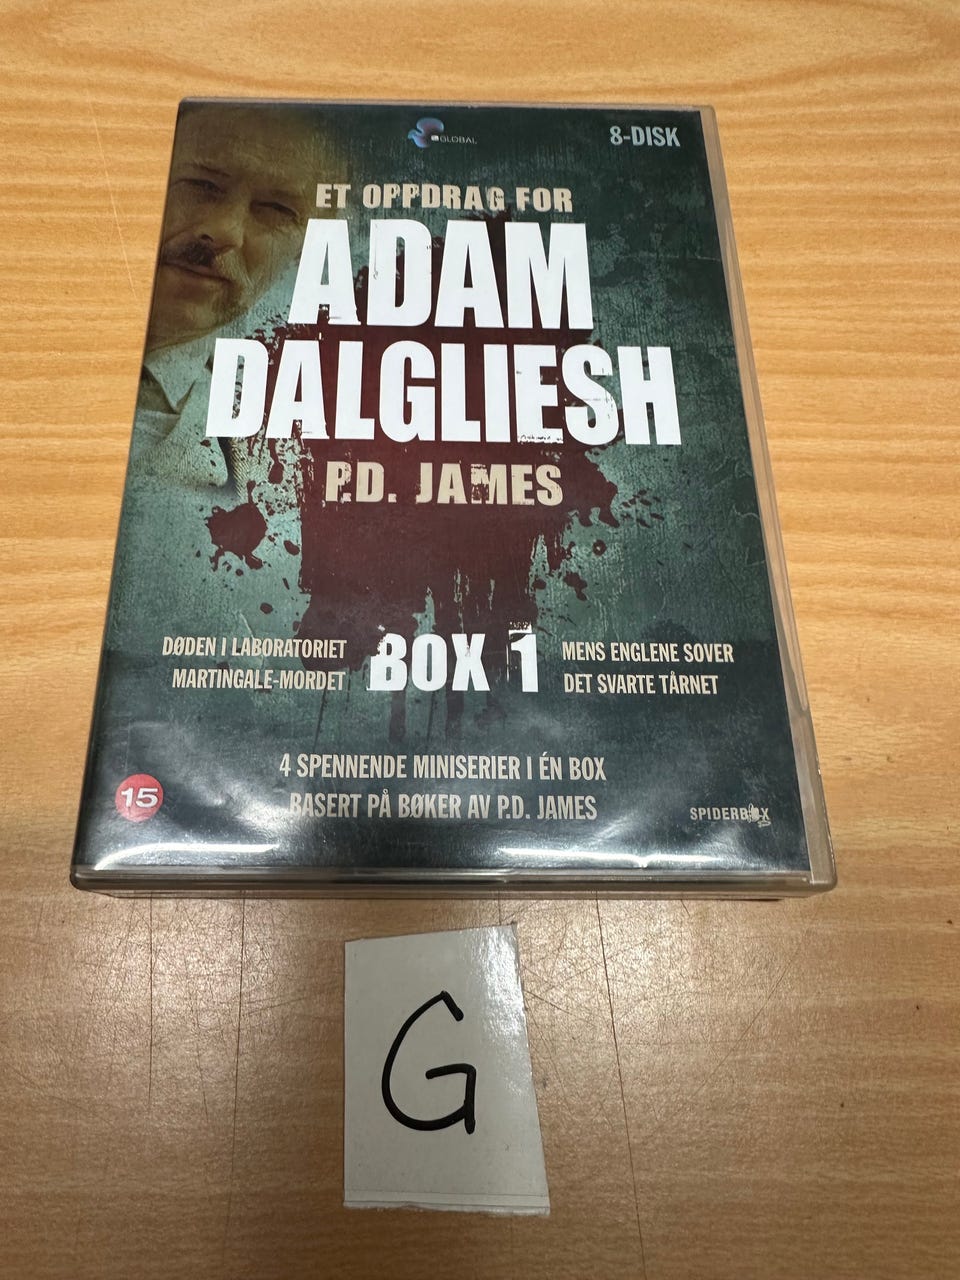 GLOBAL
8-DISK
ET OPPDRAG FOR
ADAM
DALGLIESH
P.D. JAMES
DØDEN I LABORATORIET
MARTINGALE-MORDET
BOX 1
MENS ENGLENE SOVER
DET SVARTE TÅRNET
4 SPENNENDE MINISERIER I ÉN BOX
BASERT PÅ BØKER AV P.D. JAMES
15
SPIDERBOX
G